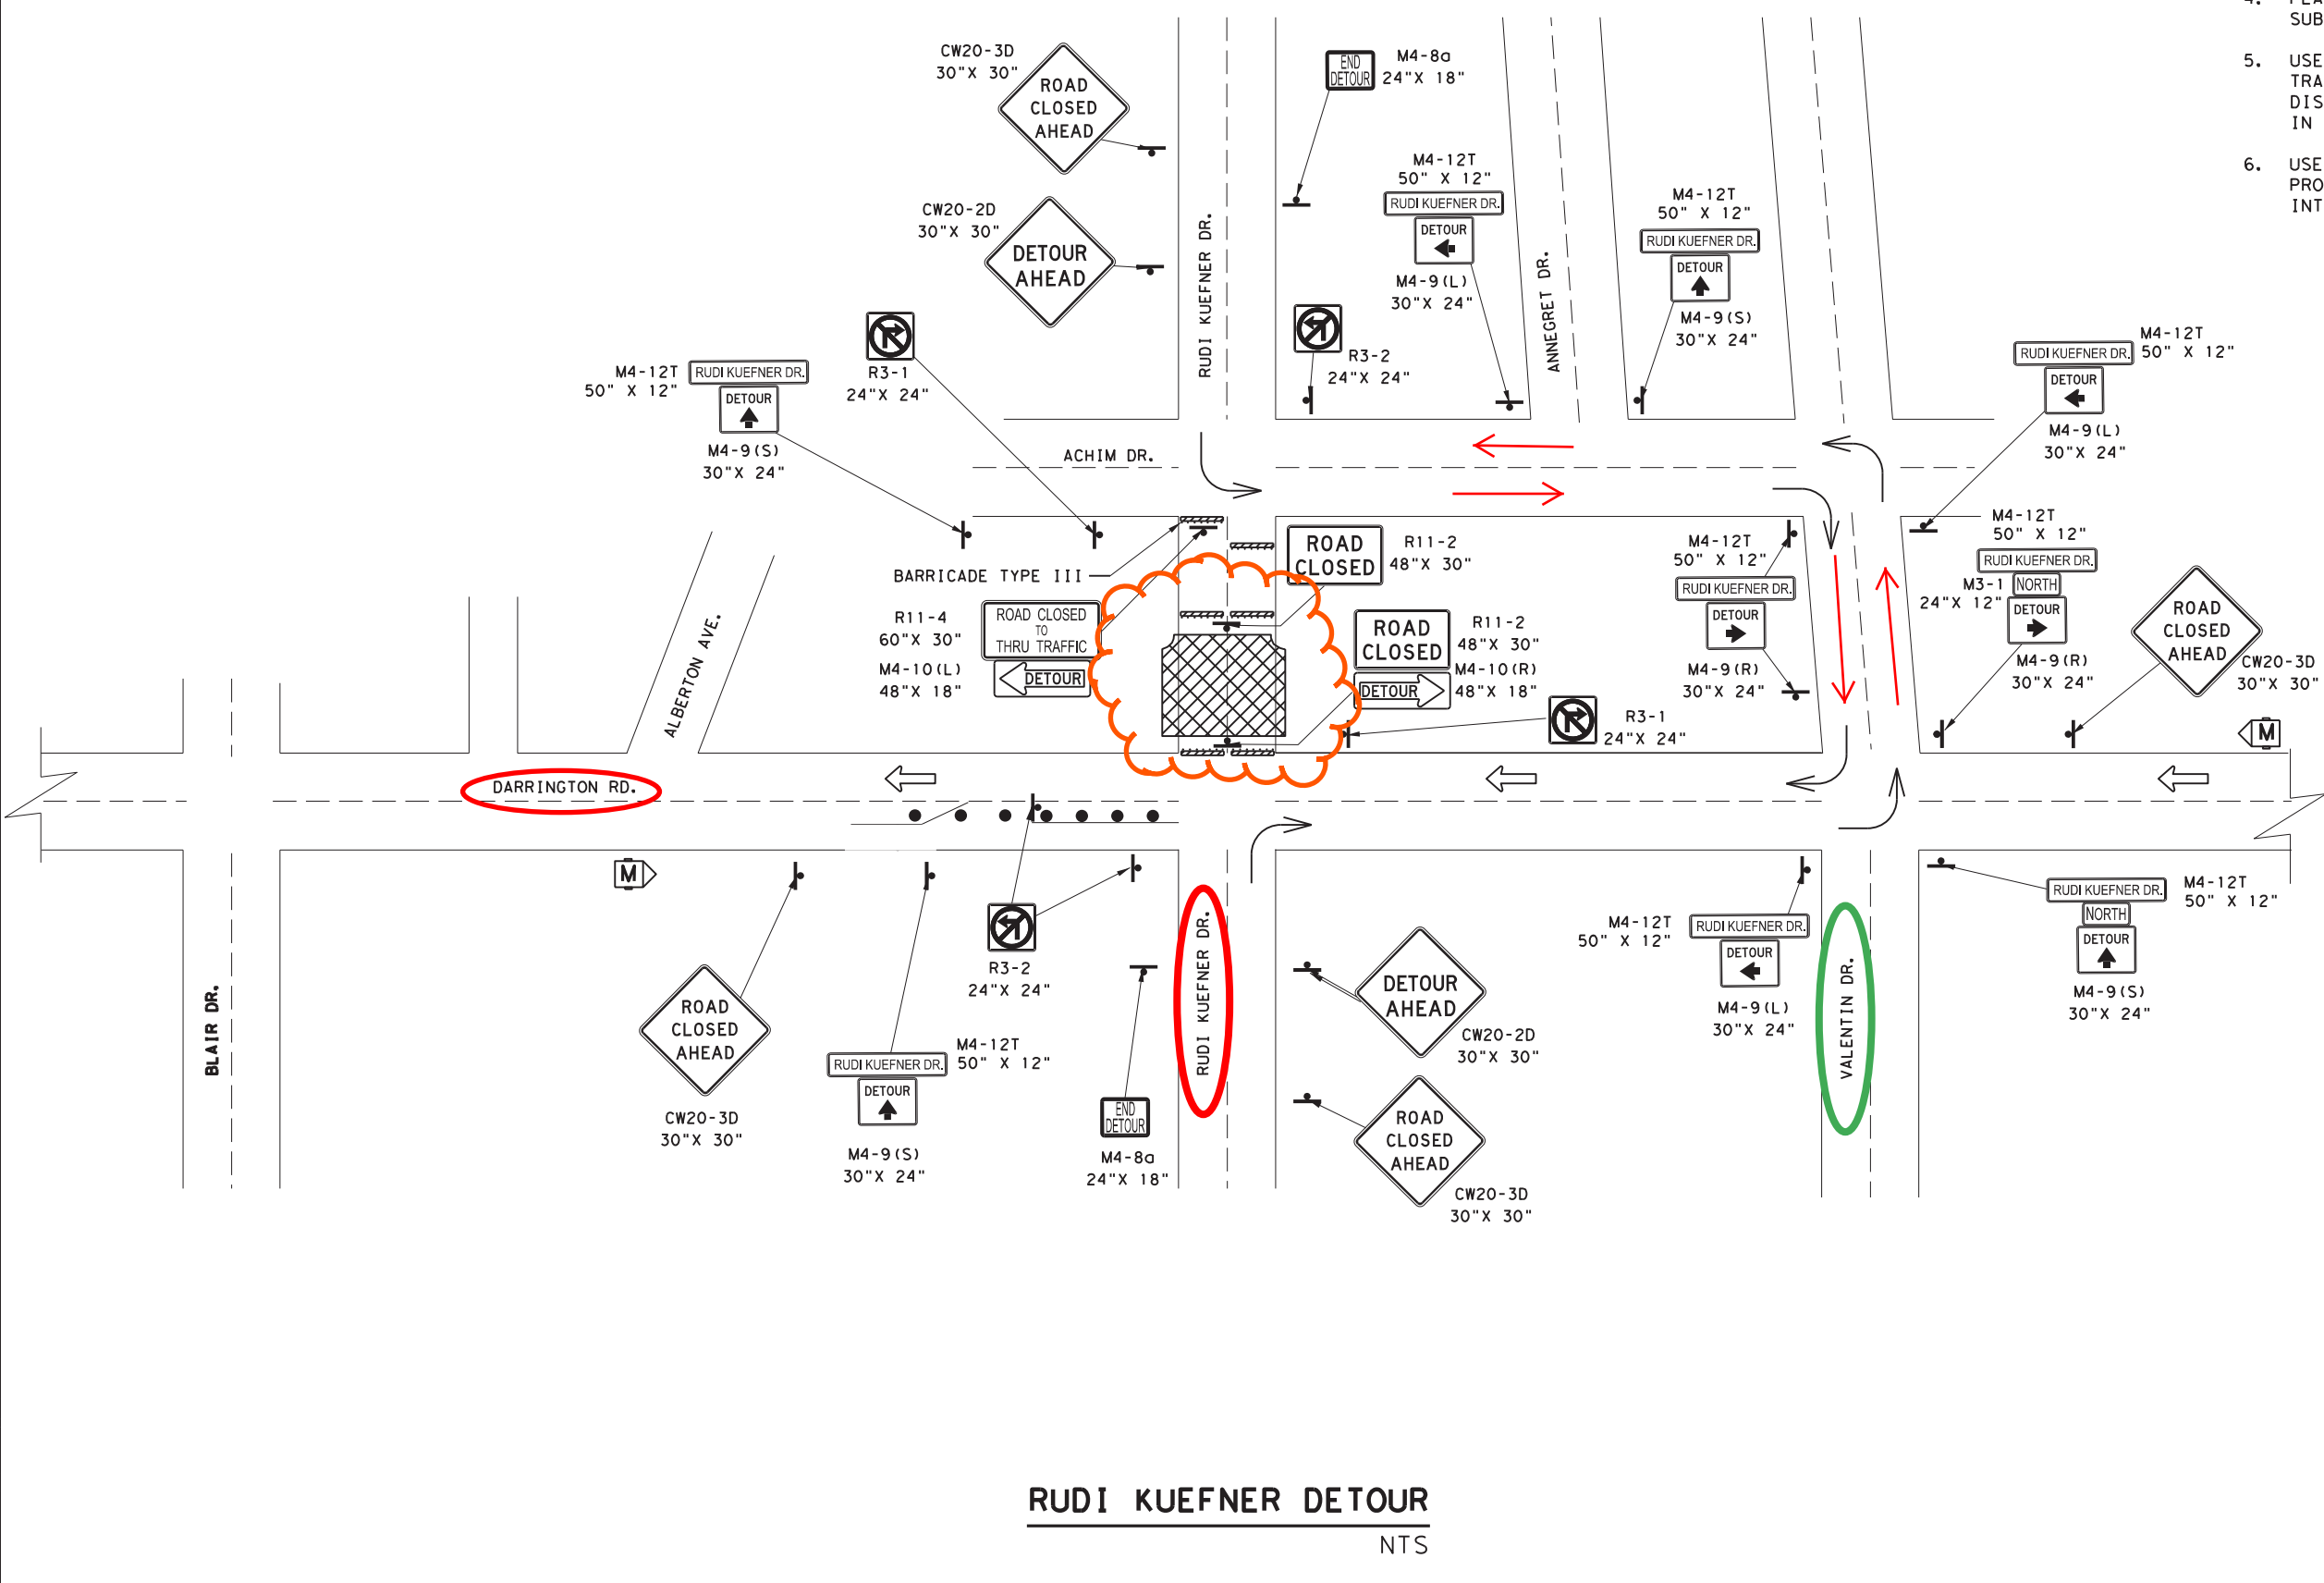 4.
SUB
5. USE
TRA
DIS
IN
6. USE
PRO
INT
CW20-3D
30"X 30"
ROAD
CLOSED
AHEAD
CW20-2D
30"X 30"
DETOUR
AHEAD
RUDI KUEFNER DR.
END
DETOUR
M4-8a
24"X 18"
M4-12T
50" X 12"
RUDI KUEFNER DR.
DETOUR
M4-9(L)
30"X 24"
R3-2
24"X 24"
ANNEGRET DR.
M4-12T
50" X 12"
RUDI KUEFNER DR.
DETOUR
M4-9(S)
30"X 24"
RUDI KUEFNER DR.
M4-12T
50" X 12"
DETOUR
M4-9(L)
30"X 24"
M4-12T
50" X 12"
RUDI KUEFNER DR.
DETOUR
M4-9(S)
30"X 24"
R3-1
24"X 24"
ACHIM DR.
BARRICADE TYPE III
R11-4
60"X 30"
ROAD CLOSED
TO
THRU TRAFFIC
M4-10(L)
48"X 18"
DETOUR
ROAD
CLOSED
R11-2
48"X 30"
ROAD
CLOSED
R11-2
48"X 30"
DETOUR
M4-10(R)
48"X 18"
R3-1
24"X 24"
M4-12T
50" X 12"
RUDI KUEFNER DR.
DETOUR
M4-9(R)
30"X 24"
M4-12T
50" X 12"
RUDI KUEFNER DR.
M3-1
24"X 12"
NORTH
DETOUR
M4-9(R)
30"X 24"
ROAD
CLOSED
AHEAD
CW20-3D
30"X 30"
M
ALBERTON AVE.
DARRINGTON RD.
M
BLAIR DR.
ROAD
CLOSED
AHEAD
CW20-3D
30"X 30"
R3-2
24"X 24"
M4-12T
50" X 12"
RUDI KUEFNER DR.
DETOUR
M4-9(S)
30"X 24"
END
DETOUR
M4-8a
24"X 18"
RUDI KUEFNER DR.
DETOUR
AHEAD
CW20-2D
30"X 30"
ROAD
CLOSED
AHEAD
CW20-3D
30"X 30"
M4-12T
50" X 12"
RUDI KUEFNER DR.
DETOUR
M4-9(L)
30"X 24"
VALENTIN DR.
RUDI KUEFNER DR.
M4-12T
50" X 12"
NORTH
DETOUR
M4-9(S)
30"X 24"
RUDI KUEFNER DETOUR
NTS